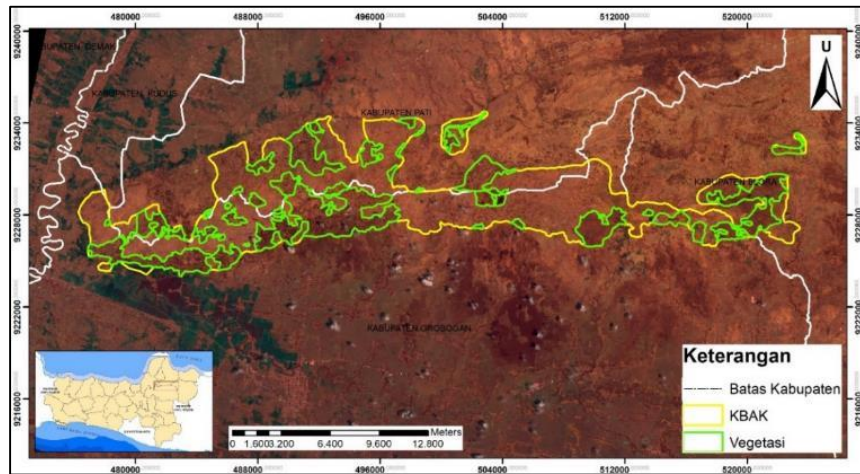 480000 488000 496000 504000 512000 520000
9240000 9240000
KABUPATEN KUDUS
KABUPATEN PATI
9234000 9234000
9228000 9228000
9222000 9222000
KABUPATEN GROBOGAN
9216000 9216000
U
Keterangan
Batas Kabupaten
KBAK
Vegetasi
Meters
0 1.600 3.200 6.400 9.600 12.800
480000 488000 496000 504000 512000 520000